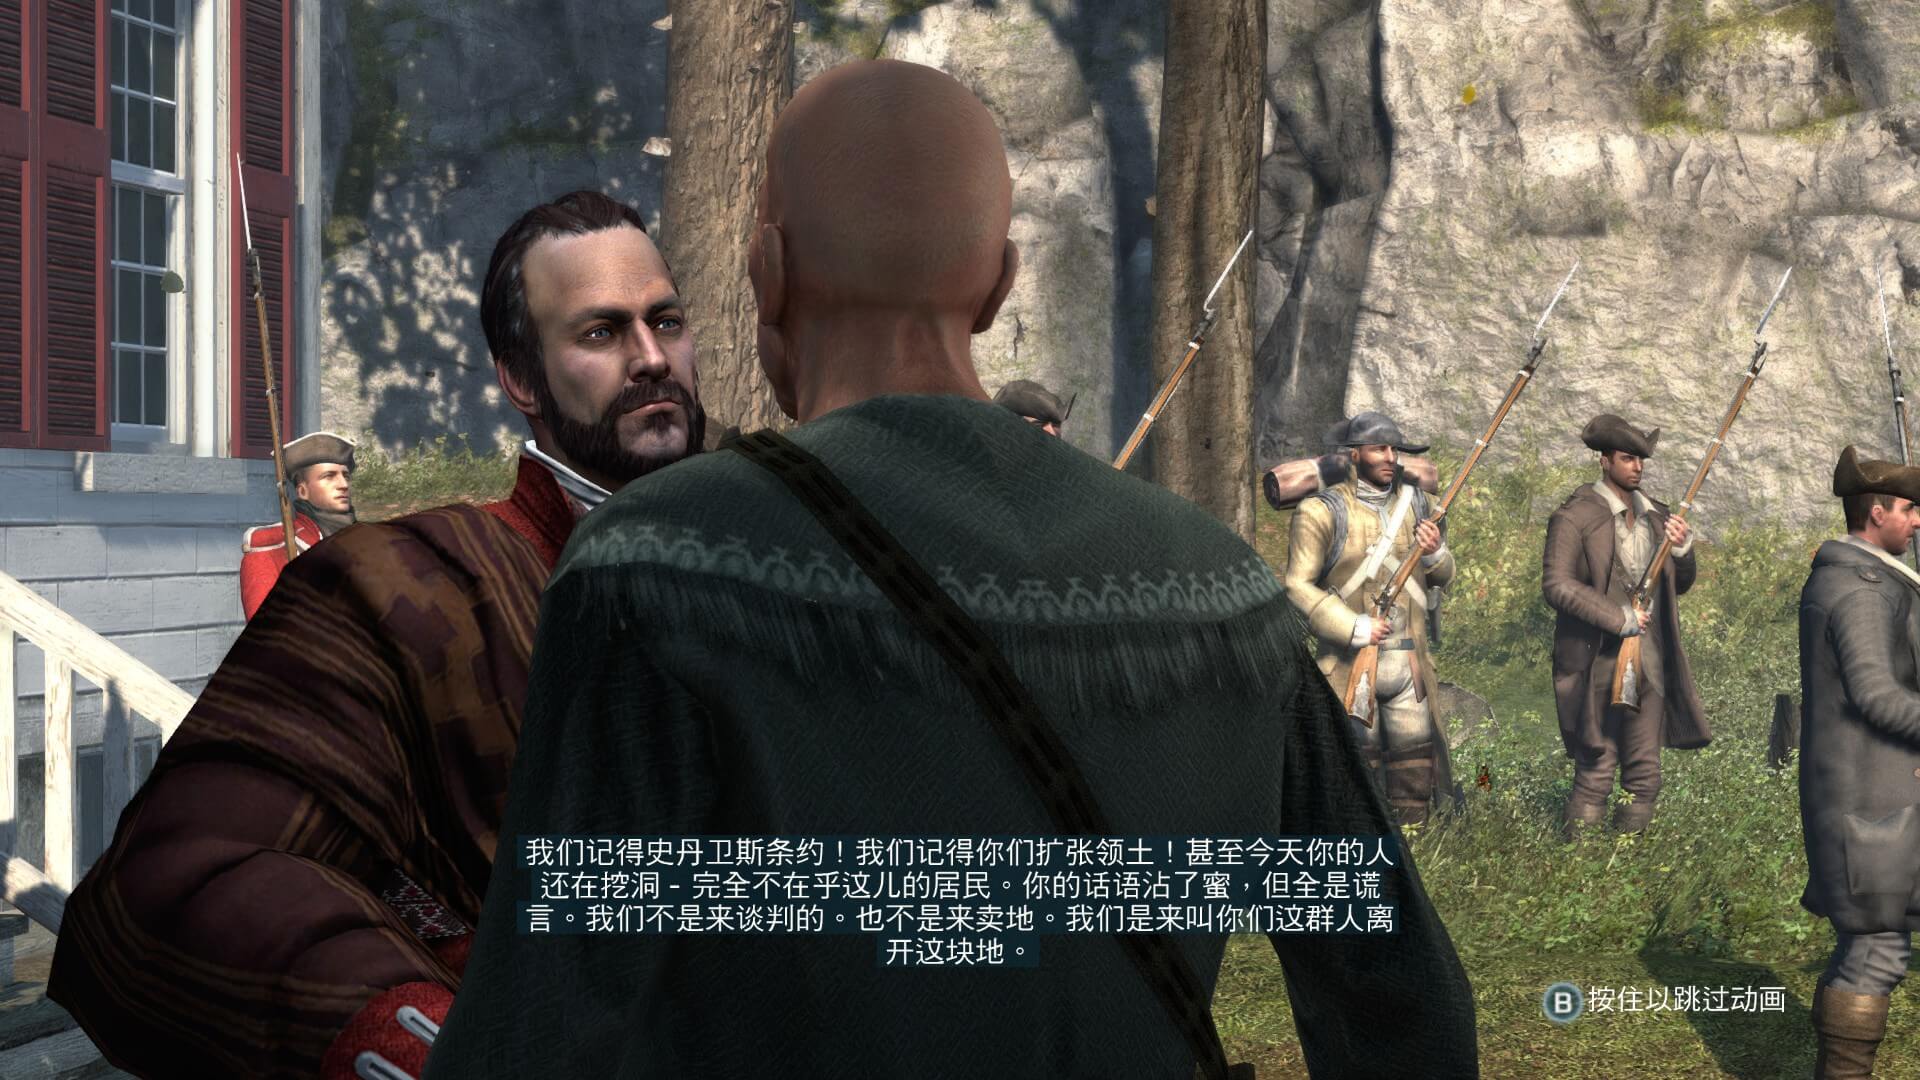 我们记得史丹卫斯条约！我们记得你们扩张领土！甚至今天你的人
还在挖洞 - 完全不在乎这儿的居民。你的话语沾了蜜，但全是谎
言。我们不是来谈判的。也不是来卖地。我们是来叫你们这群人离
开这块地。
B 按住以跳过动画